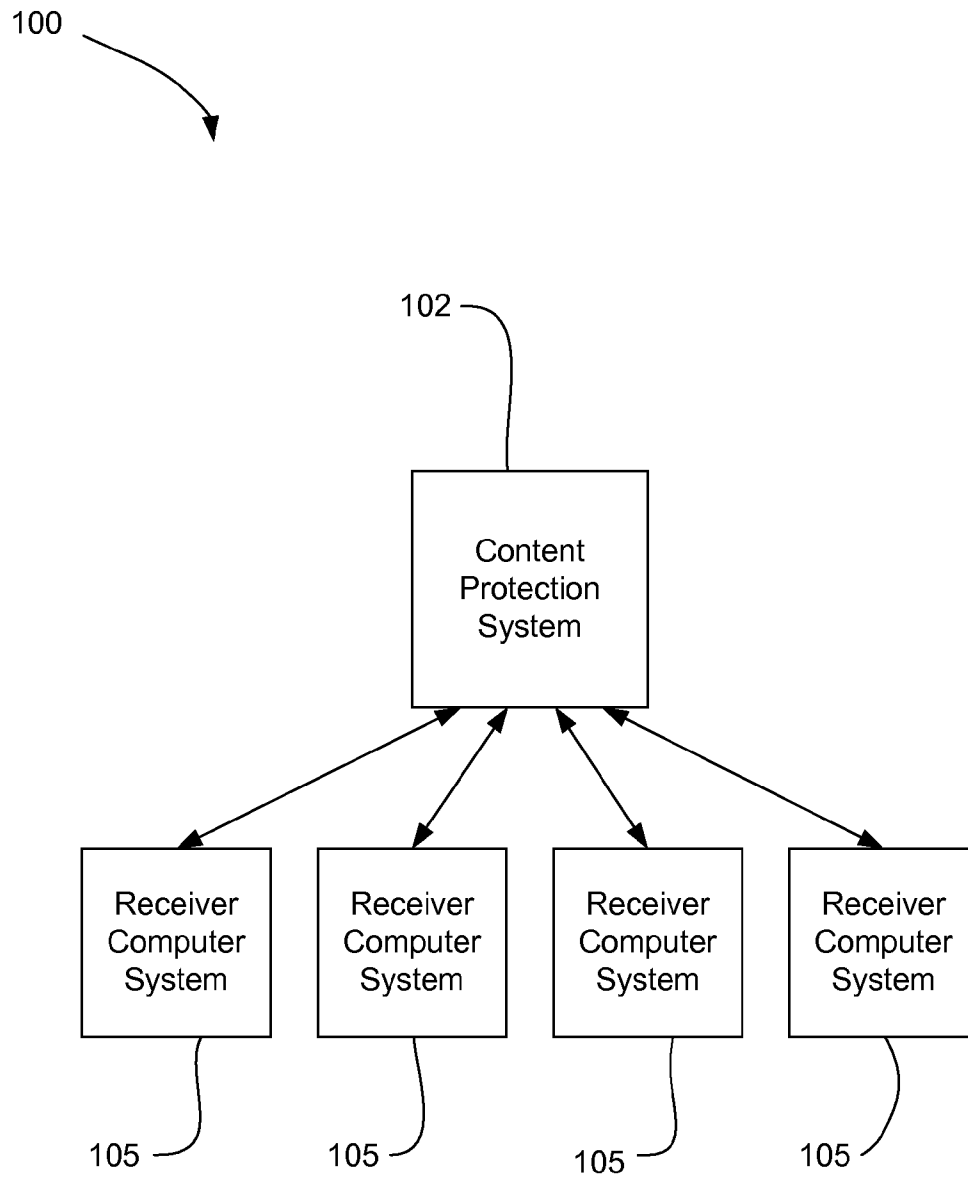 100
102
Content
Protection
System
Receiver
Computer
System
Receiver
Computer
System
Receiver
Computer
System
Receiver
Computer
System
105
105
105
105